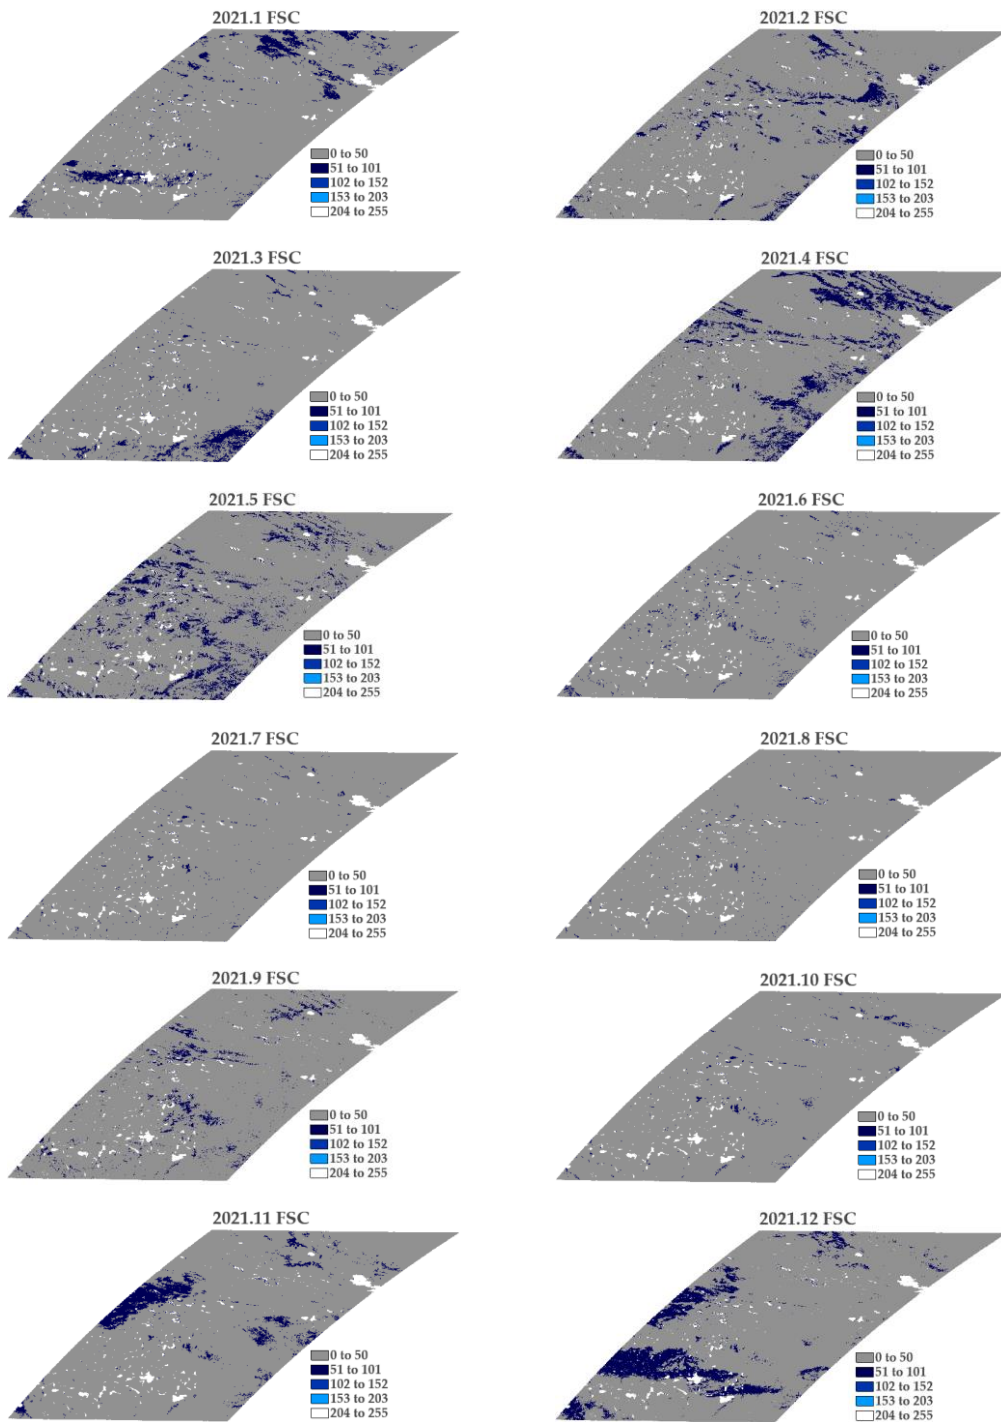 2021.1 FSC
0 to 50
51 to 101
102 to 152
153 to 203
204 to 255
2021.2 FSC
0 to 50
51 to 101
102 to 152
153 to 203
204 to 255
2021.3 FSC
0 to 50
51 to 101
102 to 152
153 to 203
204 to 255
2021.4 FSC
0 to 50
51 to 101
102 to 152
153 to 203
204 to 255
2021.5 FSC
0 to 50
51 to 101
102 to 152
153 to 203
204 to 255
2021.6 FSC
0 to 50
51 to 101
102 to 152
153 to 203
204 to 255
2021.7 FSC
0 to 50
51 to 101
102 to 152
153 to 203
204 to 255
2021.8 FSC
0 to 50
51 to 101
102 to 152
153 to 203
204 to 255
2021.9 FSC
0 to 50
51 to 101
102 to 152
153 to 203
204 to 255
2021.10 FSC
0 to 50
51 to 101
102 to 152
153 to 203
204 to 255
2021.11 FSC
0 to 50
51 to 101
102 to 152
153 to 203
204 to 255
2021.12 FSC
0 to 50
51 to 101
102 to 152
153 to 203
204 to 255